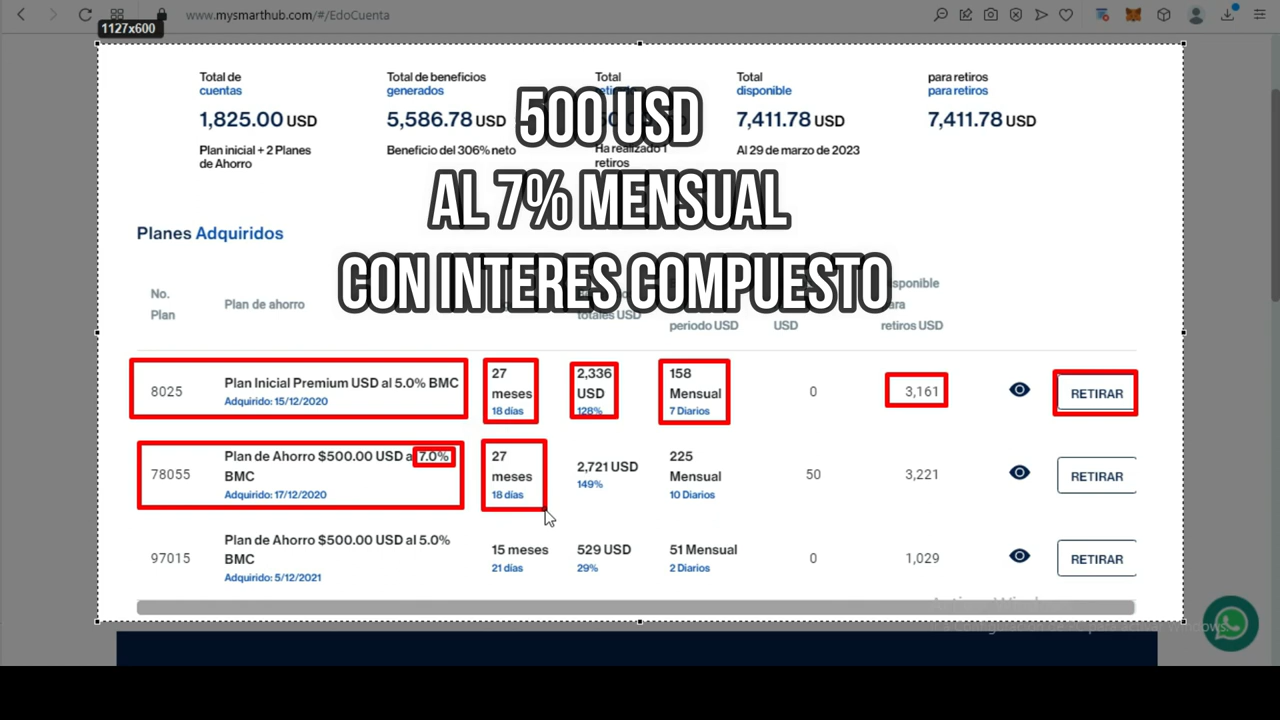 www.mysmarthub.com/#/EdoCuenta
1127x600
Total de cuentas
1,825.00 USD
Plan inicial + 2 Planes de Ahorro
Total de beneficios generados
5,586.78 USD
Beneficio del 306% neto
Total
Ha realizado 1 retiros
Total disponible
7,411.78 USD
Al 29 de marzo de 2023
para retiros
para retiros
7,411.78 USD
500 USD
AL 7% MENSUAL
CON INTERES COMPUESTO
Planes Adquiridos
No. Plan
Plan de ahorro
totales USD
periodo USD
USD
retiros USD
8025
Plan Inicial Premium USD al 5.0% BMC
Adquirido: 15/12/2020
27 meses
18 días
2,336 USD
128%
158 Mensual
7 Diarios
0
3,161
RETIRAR
78055
Plan de Ahorro $500.00 USD al 7.0% BMC
Adquirido: 17/12/2020
27 meses
18 días
2,721 USD
149%
225 Mensual
10 Diarios
50
3,221
RETIRAR
97015
Plan de Ahorro $500.00 USD al 5.0% BMC
Adquirido: 5/12/2021
15 meses
21 días
529 USD
29%
51 Mensual
2 Diarios
0
1,029
RETIRAR